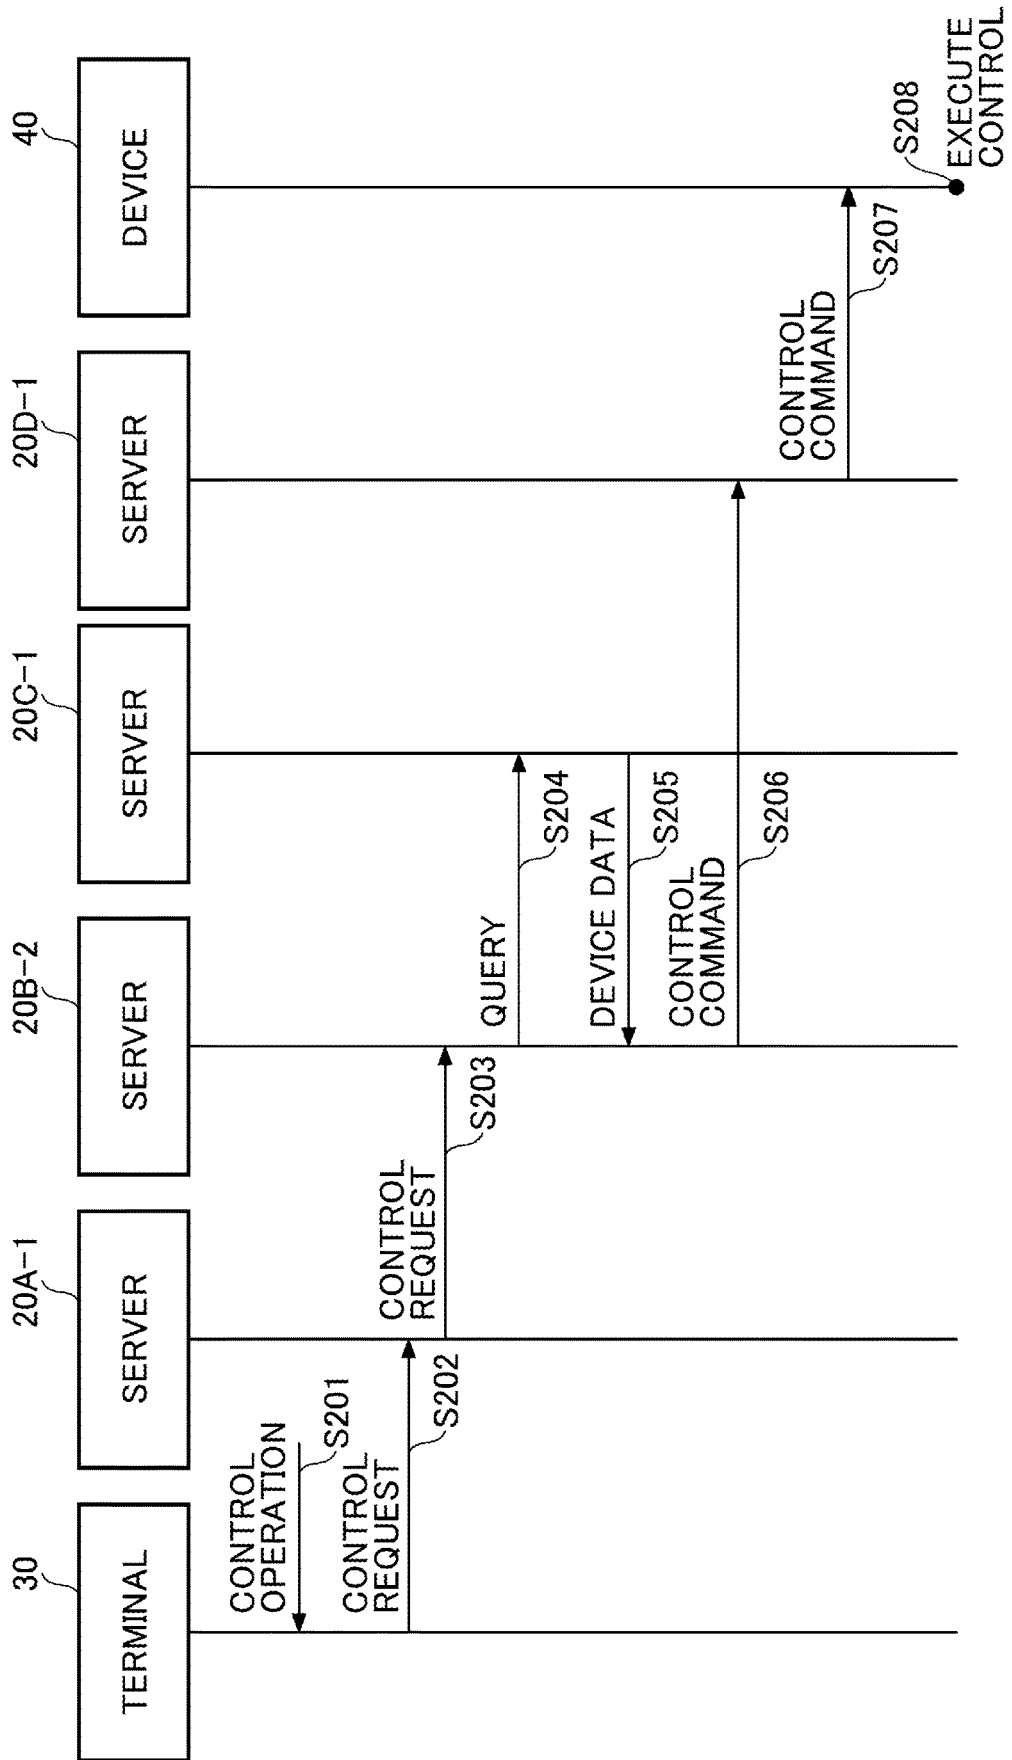 30
TERMINAL
20A-1
SERVER
20B-2
SERVER
20C-1
SERVER
20D-1
SERVER
40
DEVICE
CONTROL
OPERATION
S201
CONTROL
REQUEST
S202
CONTROL
REQUEST
S203
QUERY
S204
DEVICE DATA
S205
CONTROL
COMMAND
S206
CONTROL
COMMAND
S207
S208
EXECUTE
CONTROL